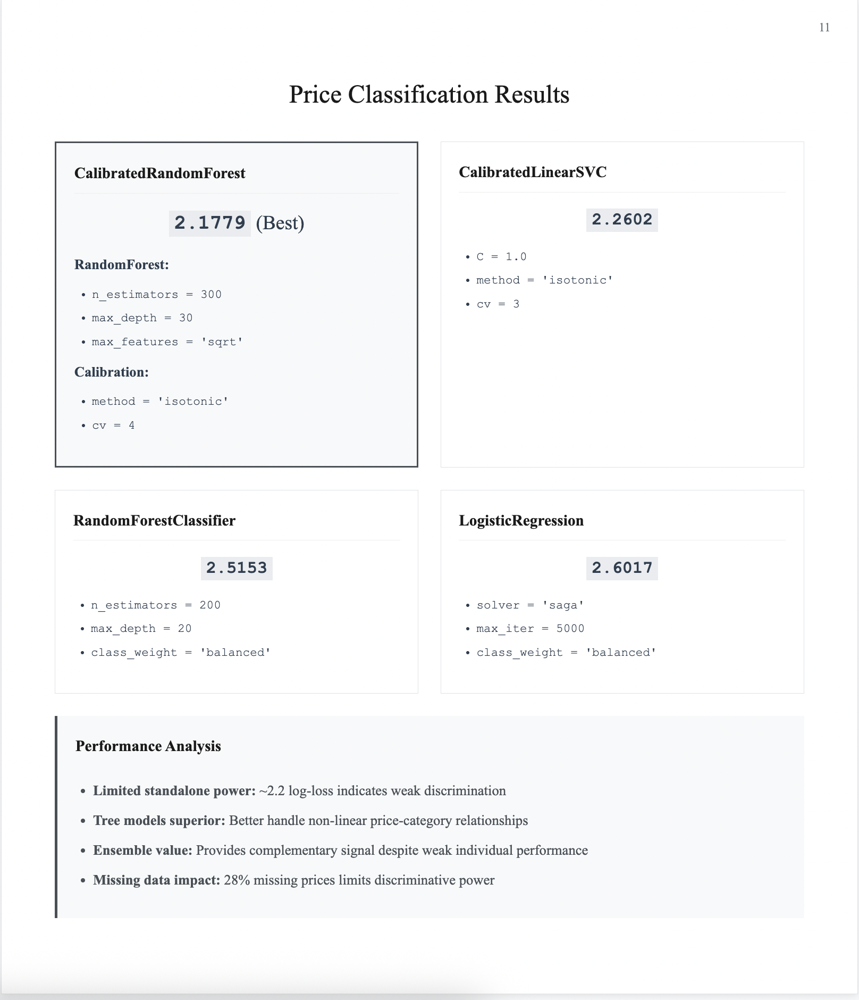 11
Price Classification Results
CalibratedRandomForest
2.1779 (Best)
RandomForest:
• n_estimators = 300
• max_depth = 30
• max_features = 'sqrt'
Calibration:
• method = 'isotonic'
• cv = 4
CalibratedLinearSVC
2.2602
• C = 1.0
• method = 'isotonic'
• cv = 3
RandomForestClassifier
2.5153
• n_estimators = 200
• max_depth = 20
• class_weight = 'balanced'
LogisticRegression
2.6017
• solver = 'saga'
• max_iter = 5000
• class_weight = 'balanced'
Performance Analysis
• Limited standalone power: ~2.2 log-loss indicates weak discrimination
• Tree models superior: Better handle non-linear price-category relationships
• Ensemble value: Provides complementary signal despite weak individual performance
• Missing data impact: 28% missing prices limits discriminative power